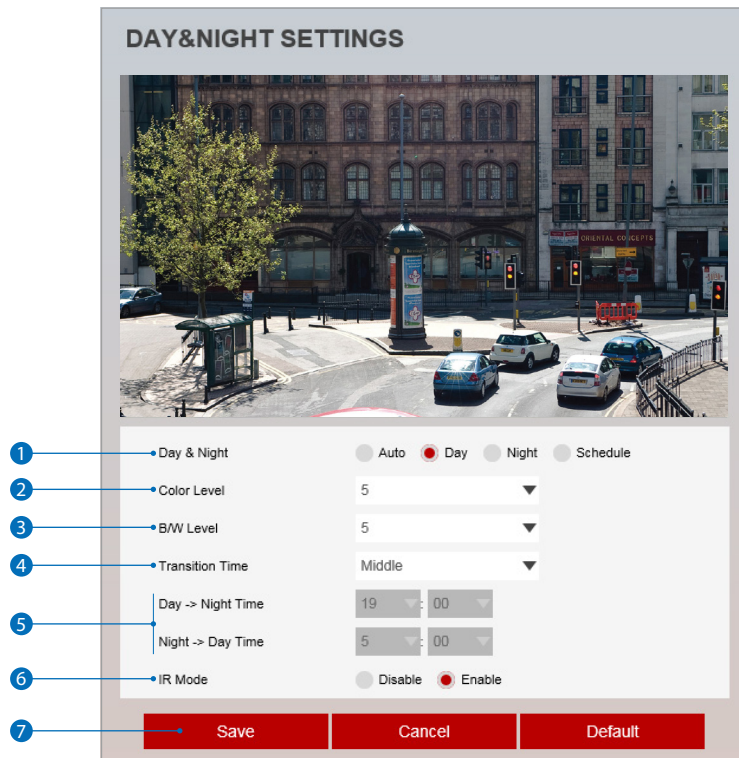 DAY&NIGHT SETTINGS
ORIENTAL CONCEPTS
1 Day & Night Auto Day Night Schedule
2 Color Level 5
3 B/W Level 5
4 Transition Time Middle
Day -> Night Time 19 : 00
5
Night -> Day Time 5 : 00
6 IR Mode Disable Enable
7 Save Cancel Default